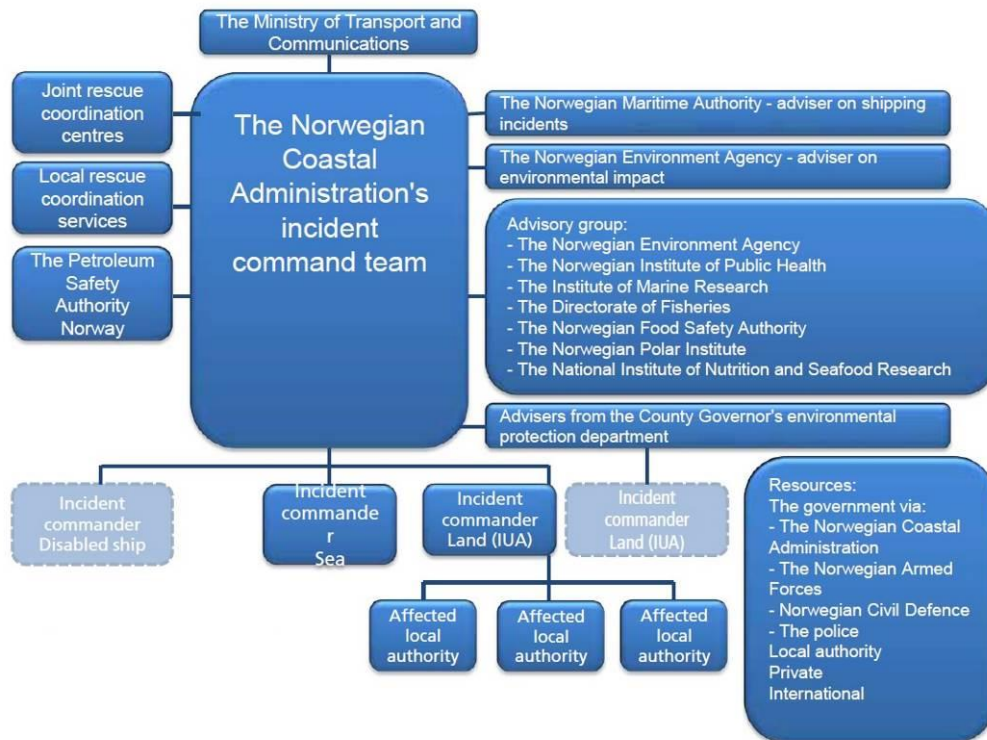 The Ministry of Transport and
Communications
Joint rescue
coordination
centres
Local rescue
coordination
services
The Petroleum
Safety
Authority
Norway
The Norwegian
Coastal
Administration's
incident
command team
The Norwegian Maritime Authority - adviser on shipping
incidents
The Norwegian Environment Agency - adviser on
environmental impact
Advisory group:
- The Norwegian Environment Agency
- The Norwegian Institute of Public Health
- The Institute of Marine Research
- The Directorate of Fisheries
- The Norwegian Food Safety Authority
- The Norwegian Polar Institute
- The National Institute of Nutrition and Seafood Research
Advisers from the County Governor's environmental
protection department
Incident
commander
Disabled ship
Incident
commande
r
Sea
Incident
commander
Land (IUA)
Incident
commander
Land (IUA)
Affected
local
authority
Affected
local
authority
Affected
local
authority
Resources:
The government via:
- The Norwegian Coastal
Administration
- The Norwegian Armed
Forces
- Norwegian Civil Defence
- The police
Local authority
Private
International